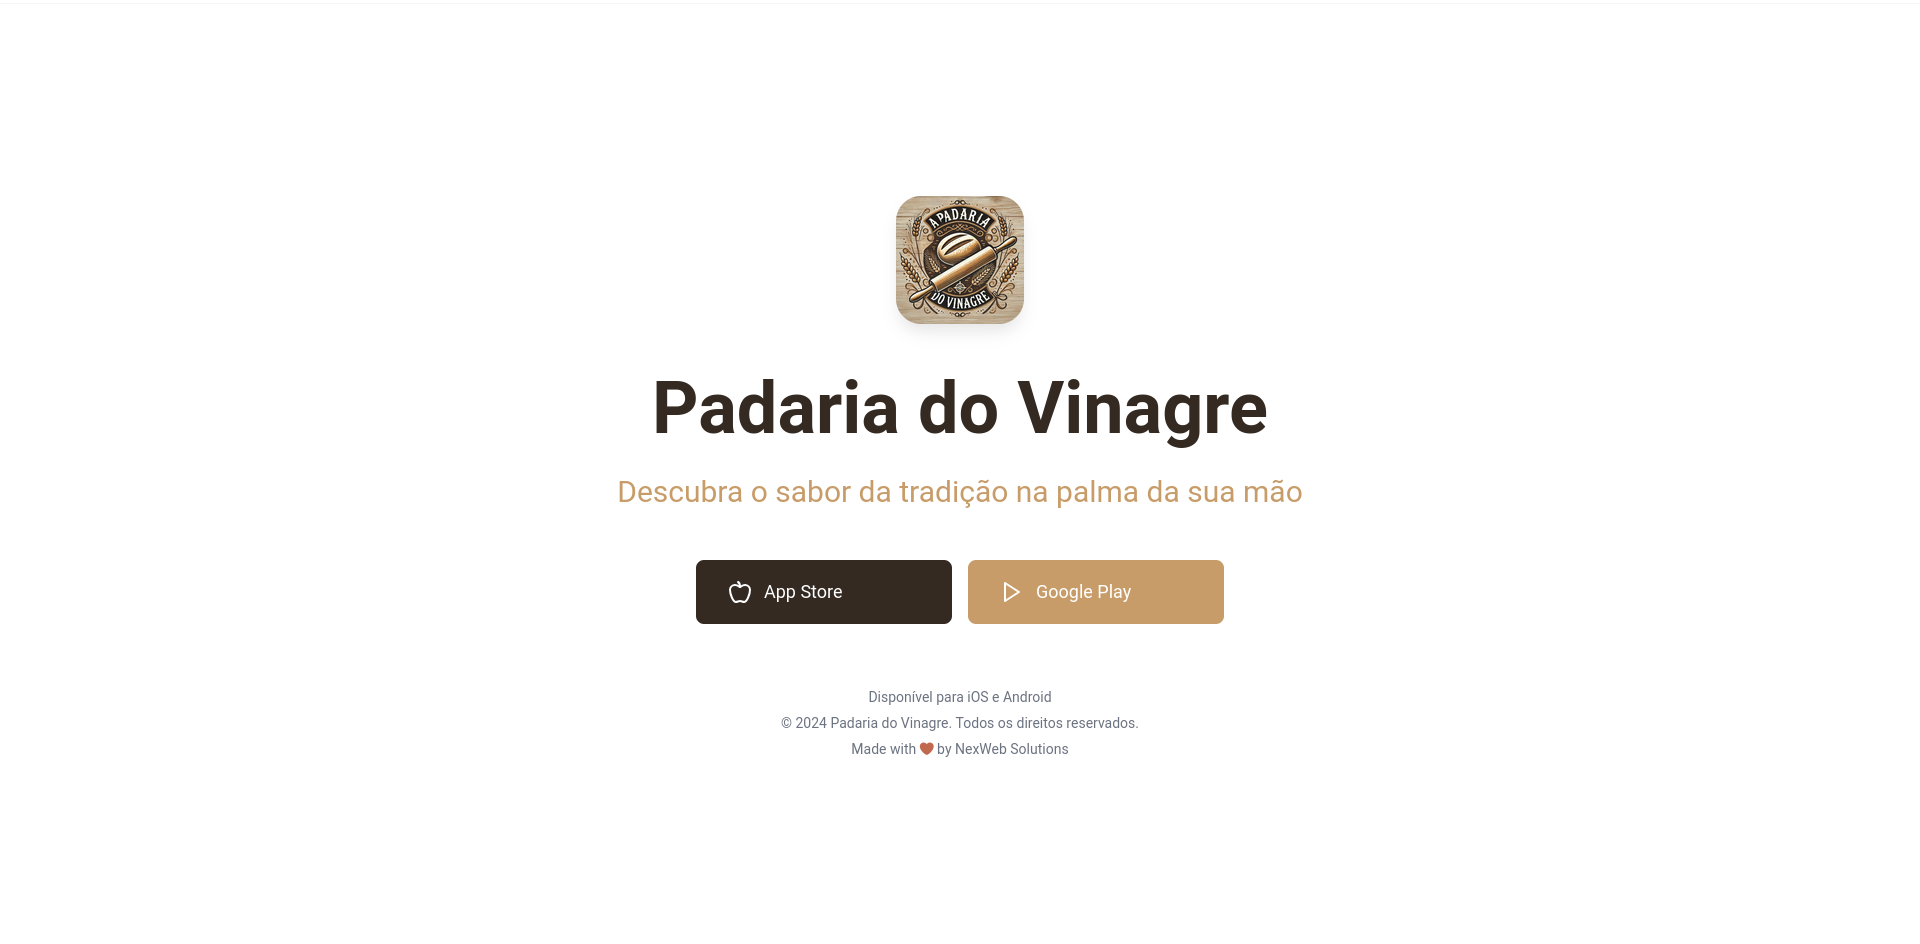 A PADARIA
DO VINAGRE
Padaria do Vinagre
Descubra o sabor da tradição na palma da sua mão
App Store
Google Play
Disponível para iOS e Android
© 2024 Padaria do Vinagre. Todos os direitos reservados.
Made with ❤ by NexWeb Solutions